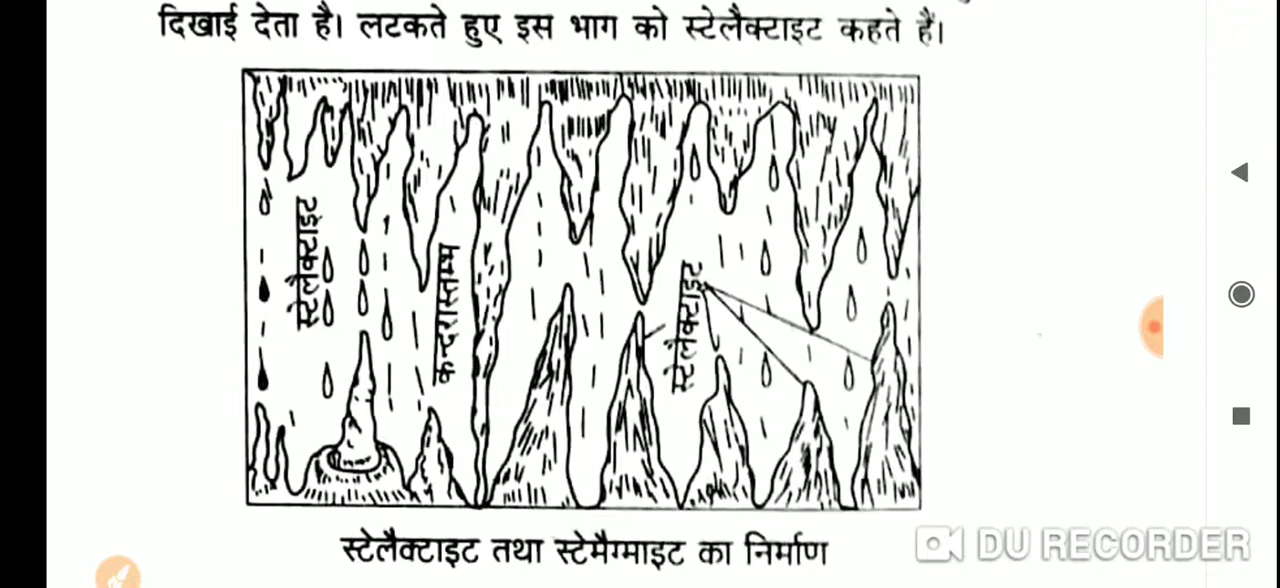 दिखाई देता है। लटकते हुए इस भाग को स्टेलैक्टाइट कहते हैं।
स्टेलैक्टाइट
कन्दरास्तम्भ
स्टेलैक्टाइट
स्टेलैक्टाइट तथा स्टेमैग्माइट का निर्माण
DU RECORDER